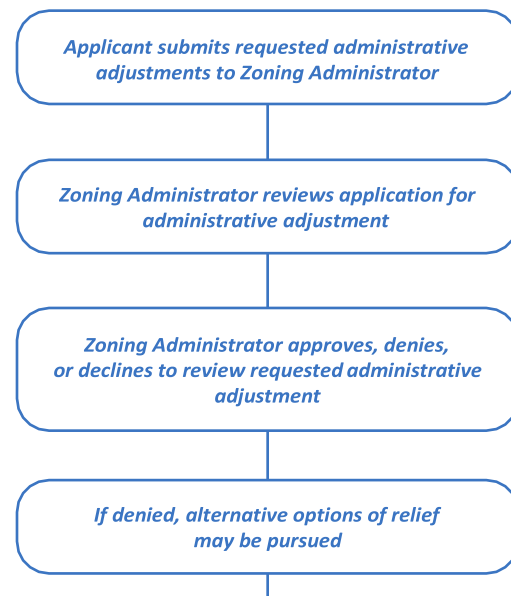 Applicant submits requested administrative
adjustments to Zoning Administrator
Zoning Administrator reviews application for
administrative adjustment
Zoning Administrator approves, denies,
or declines to review requested administrative
adjustment
If denied, alternative options of relief
may be pursued